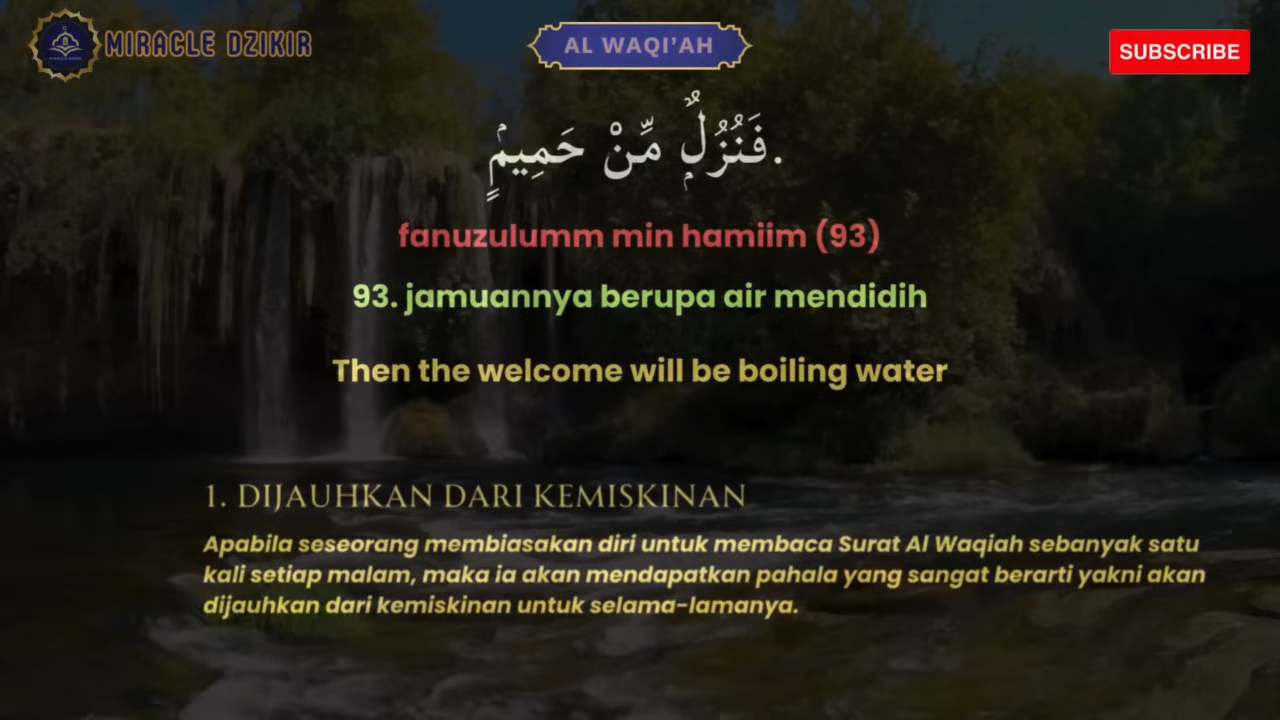 MIRACLE DZIKIR
AL WAQI'AH
SUBSCRIBE
فَنُزُلٌۭ مِّنْ حَمِيمٍۢ.
fanuzulumm min hamiim (93)
93. jamuannya berupa air mendidih
Then the welcome will be boiling water
1. DIJAUHKAN DARI KEMISKINAN
Apabila seseorang membiasakan diri untuk membaca Surat Al Waqiah sebanyak satu
kali setiap malam, maka ia akan mendapatkan pahala yang sangat berarti yakni akan
dijauhkan dari kemiskinan untuk selama-lamanya.